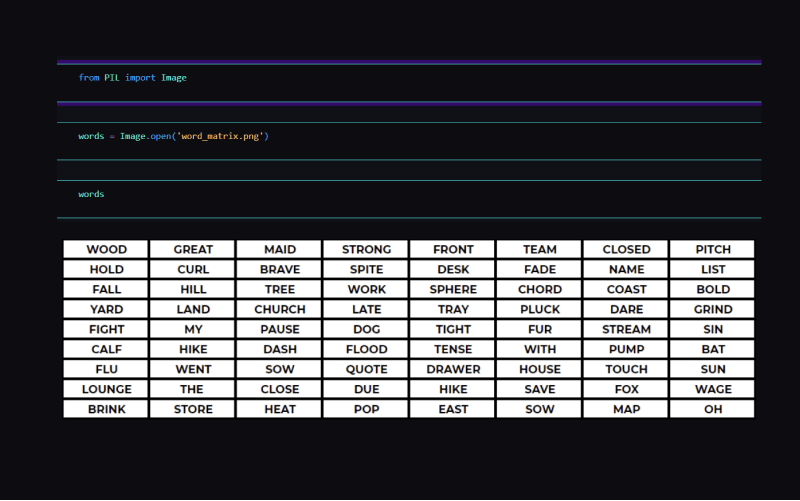 from PIL import Image
words = Image.open('word_matrix.png')
words
WOOD GREAT MAID STRONG FRONT TEAM CLOSED PITCH
HOLD CURL BRAVE SPITE DESK FADE NAME LIST
FALL HILL TREE WORK SPHERE CHORD COAST BOLD
YARD LAND CHURCH LATE TRAY PLUCK DARE GRIND
FIGHT MY PAUSE DOG TIGHT FUR STREAM SIN
CALF HIKE DASH FLOOD TENSE WITH PUMP BAT
FLU WENT SOW QUOTE DRAWER HOUSE TOUCH SUN
LOUNGE THE CLOSE DUE HIKE SAVE FOX WAGE
BRINK STORE HEAT POP EAST SOW MAP OH